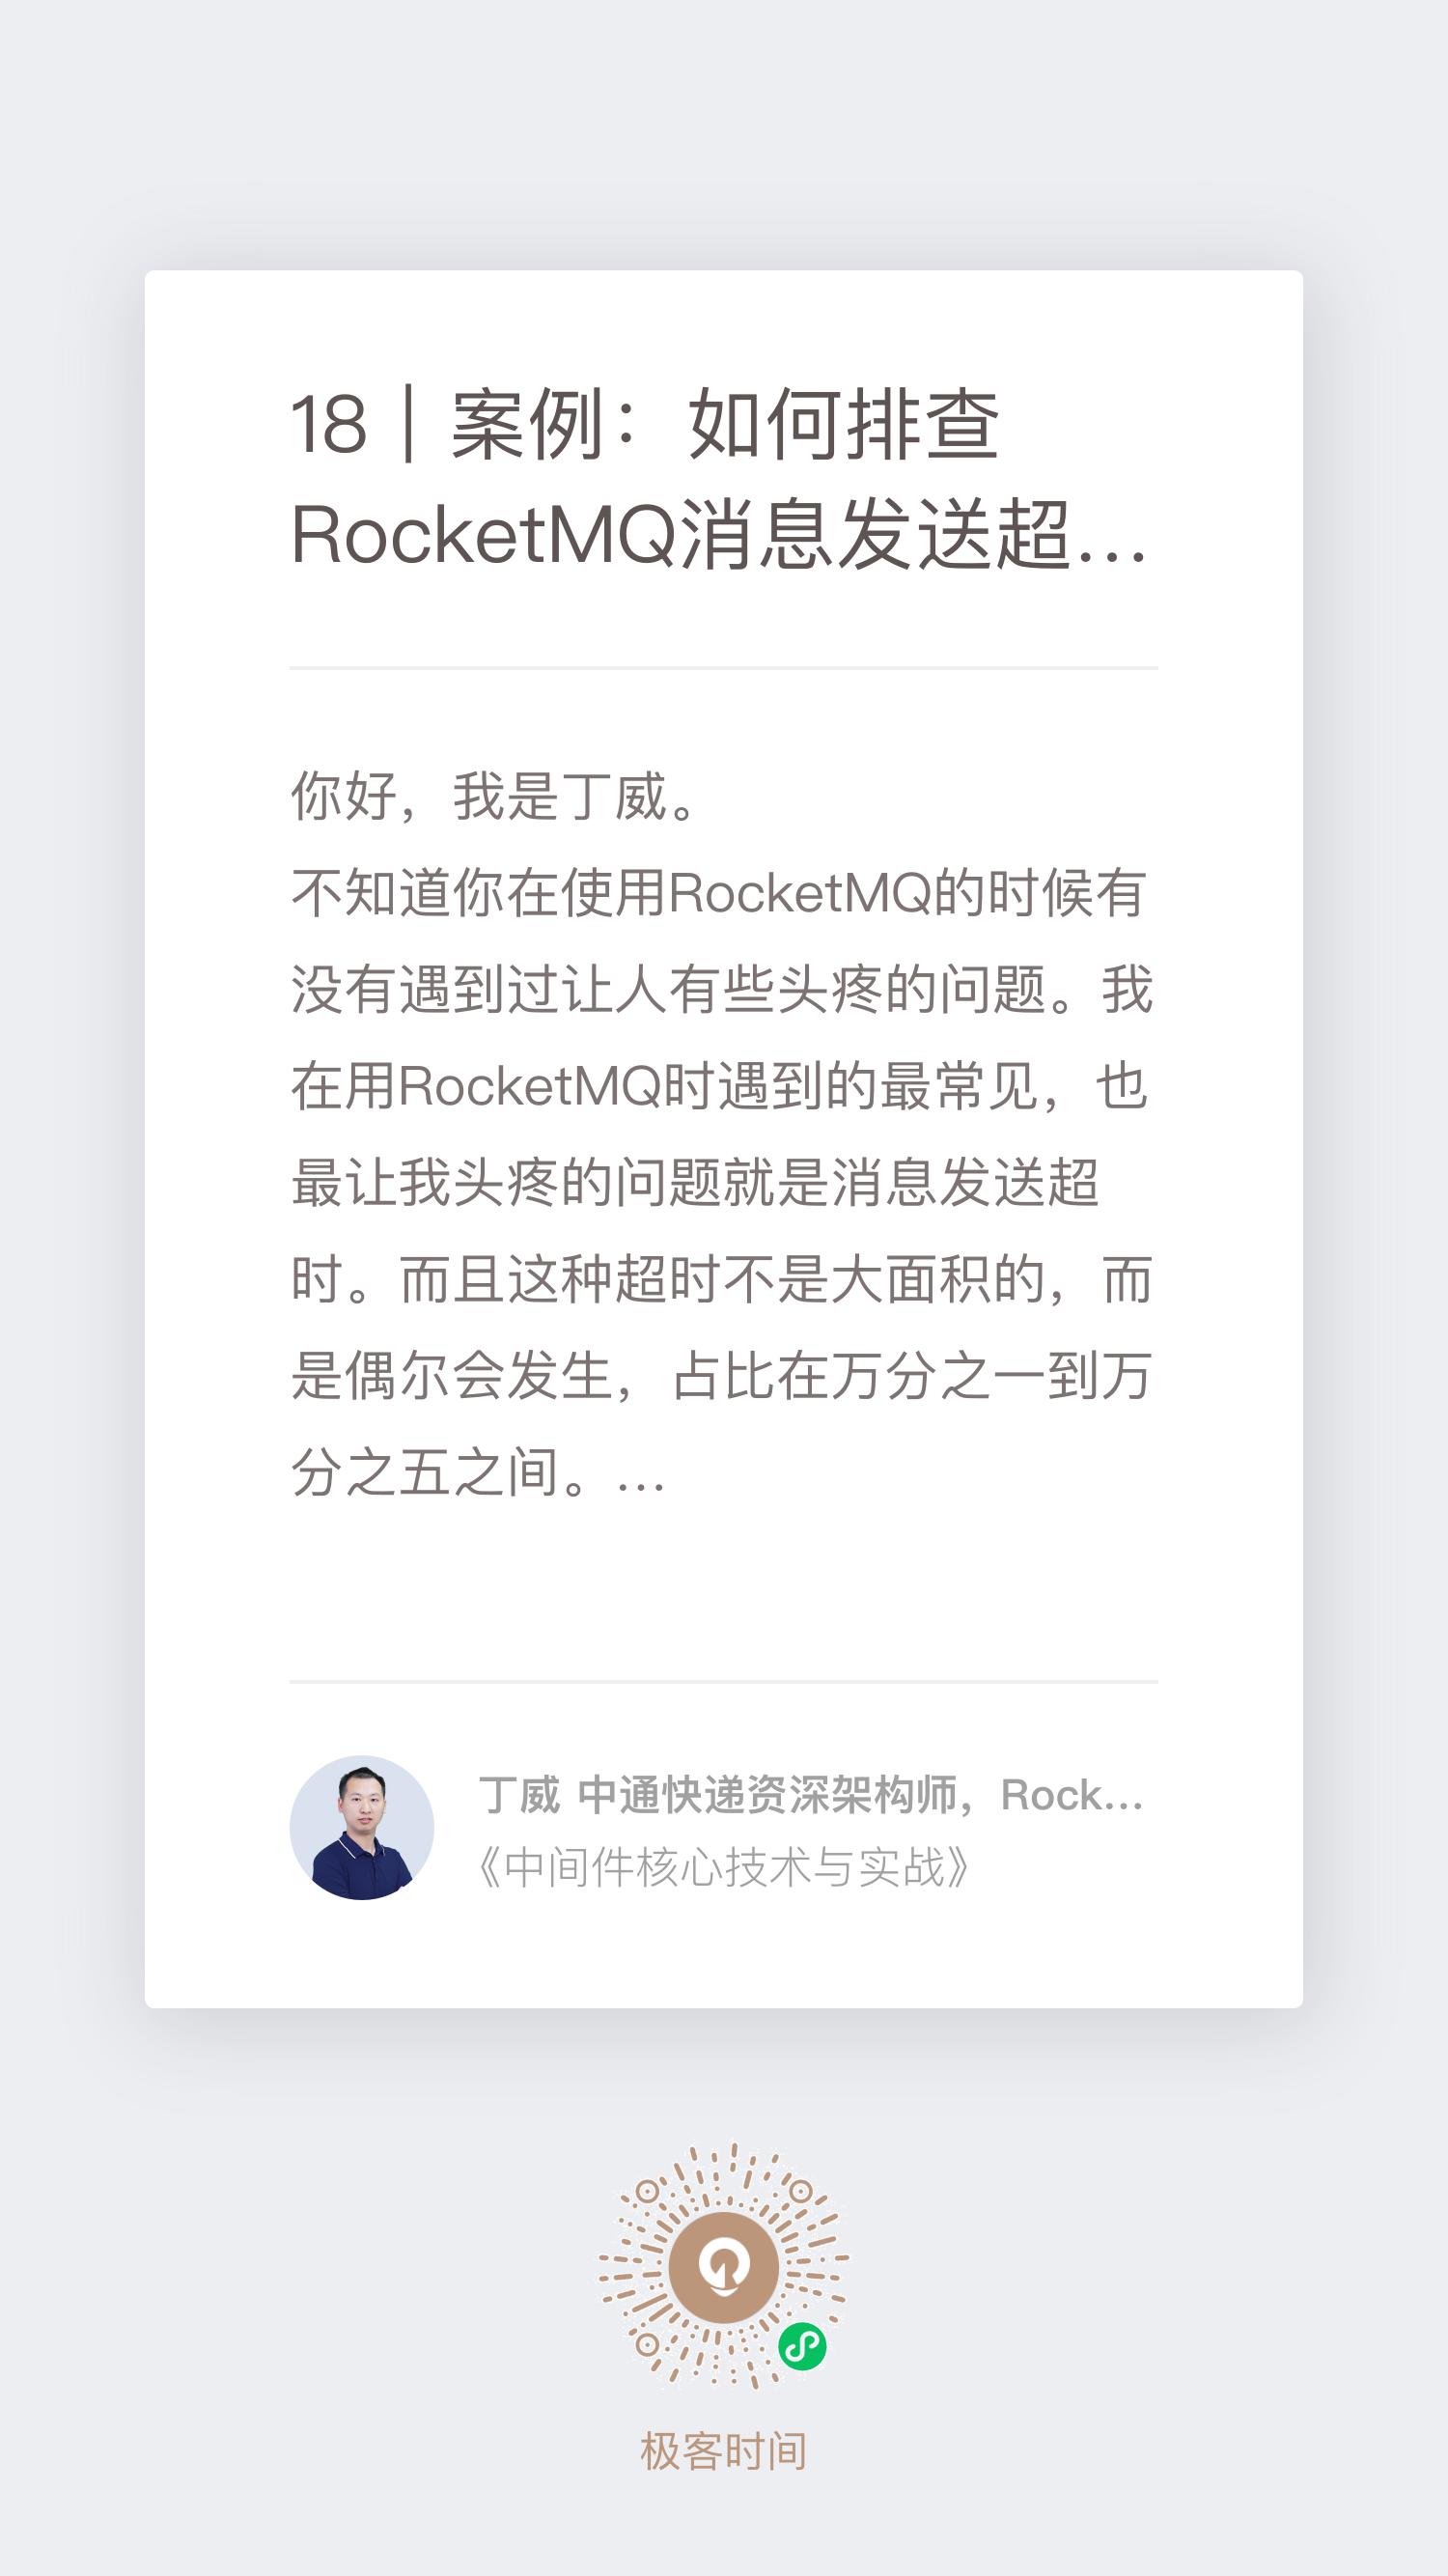 18｜案例：如何排查
RocketMQ消息发送超...
你好，我是丁威。
不知道你在使用RocketMQ的时候有
没有遇到过让人有些头疼的问题。我
在用RocketMQ时遇到的最常见，也
最让我头疼的问题就是消息发送超
时。而且这种超时不是大面积的，而
是偶尔会发生，占比在万分之一到万
分之五之间。...
丁威 中通快递资深架构师，Rock...
《中间件核心技术与实战》
极客时间